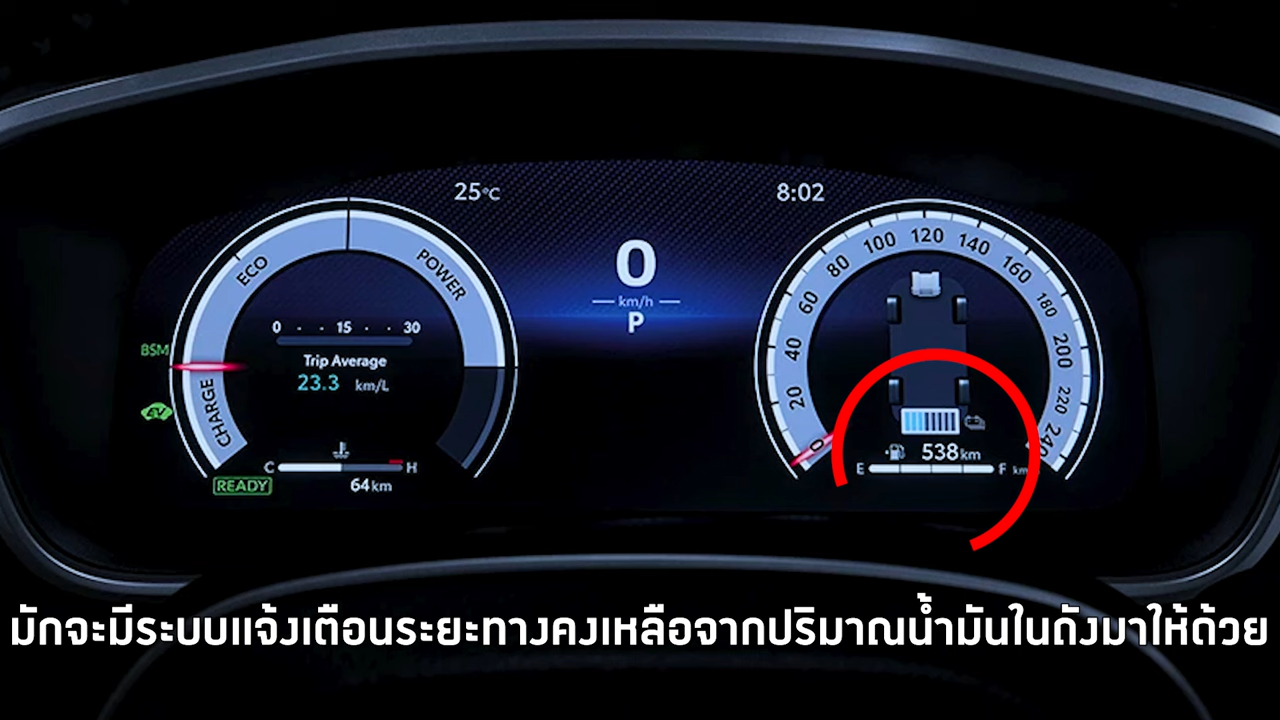 25°C
8:02
ECO
POWER
CHARGE
0 · · 15 · · 30
Trip Average
23.3 km/L
BSM
EV
C H
READY
64 km
0
km/h
P
0 20 40 60 80 100 120 140 160 180 200 220 240
538 km
E F
มักจะมีระบบแจ้งเตือนระยะทางคงเหลือจากปริมาณน้ำมันในถังมาให้ด้วย